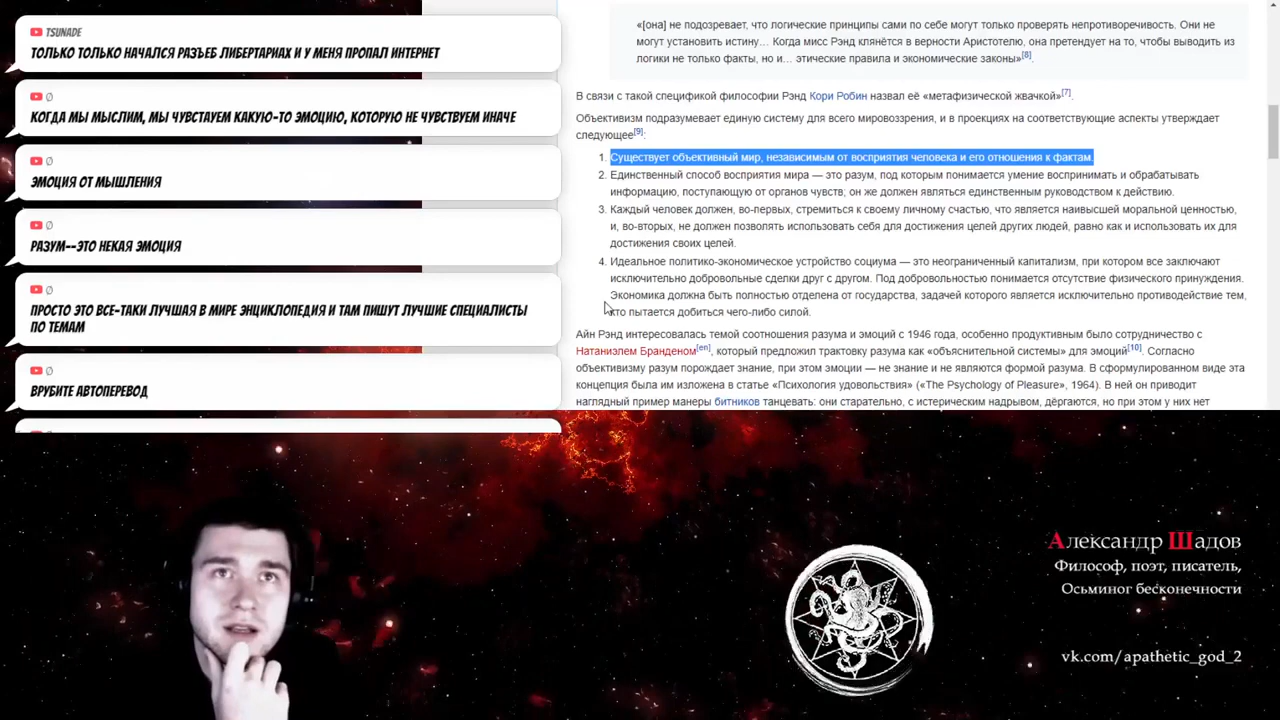 TSUNADE
ТОЛЬКО ТОЛЬКО НАЧАЛСЯ РАЗЪЕБ ЛИБЕРТАРИАХ И У МЕНЯ ПРОПАЛ ИНТЕРНЕТ
Ø
КОГДА МЫ МЫСЛИМ, МЫ ЧУВСТАУЕМ КАКУЮ-ТО ЭМОЦИЮ, КОТОРУЮ НЕ ЧУВСТВУЕМ ИНАЧЕ
Ø
ЭМОЦИЯ ОТ МЫШЛЕНИЯ
Ø
РАЗУМ--ЭТО НЕКАЯ ЭМОЦИЯ
Ø
ПРОСТО ЭТО ВСЕ-ТАКИ ЛУЧШАЯ В МИРЕ ЭНЦИКЛОПЕДИЯ И ТАМ ПИШУТ ЛУЧШИЕ СПЕЦИАЛИСТЫ
ПО ТЕМАМ
Ø
ВРУБИТЕ АВТОПЕРЕВОД
«[она] не подозревает, что логические принципы сами по себе могут только проверять непротиворечивость. Они не
могут установить истину… Когда мисс Рэнд клянётся в верности Аристотелю, она претендует на то, чтобы выводить из
логики не только факты, но и… этические правила и экономические законы»[8].
В связи с такой спецификой философии Рэнд Кори Робин назвал её «метафизической жвачкой»[7].
Объективизм подразумевает единую систему для всего мировоззрения, и в проекциях на соответствующие аспекты утверждает
следующее[9]:
1. Существует объективный мир, независимым от восприятия человека и его отношения к фактам.
2. Единственный способ восприятия мира — это разум, под которым понимается умение воспринимать и обрабатывать
информацию, поступающую от органов чувств; он же должен являться единственным руководством к действию.
3. Каждый человек должен, во-первых, стремиться к своему личному счастью, что является наивысшей моральной ценностью,
и, во-вторых, не должен позволять использовать себя для достижения целей других людей, равно как и использовать их для
достижения своих целей.
4. Идеальное политико-экономическое устройство социума — это неограниченный капитализм, при котором все заключают
исключительно добровольные сделки друг с другом. Под добровольностью понимается отсутствие физического принуждения.
Экономика должна быть полностью отделена от государства, задачей которого является исключительно противодействие тем,
кто пытается добиться чего-либо силой.
Айн Рэнд интересовалась темой соотношения разума и эмоций с 1946 года, особенно продуктивным было сотрудничество с
Натаниэлем Бранденом[en], который предложил трактовку разума как «объяснительной системы» для эмоций[10]. Согласно
объективизму разум порождает знание, при этом эмоции — не знание и не являются формой разума. В сформулированном виде эта
концепция была им изложена в статье «Психология удовольствия» («The Psychology of Pleasure», 1964). В ней он приводит
наглядный пример манеры битников танцевать: они старательно, с истерическим надрывом, дёргаются, но при этом у них нет
Александр Шадов
Философ, поэт, писатель,
Осьминог бесконечности
vk.com/apathetic_god_2